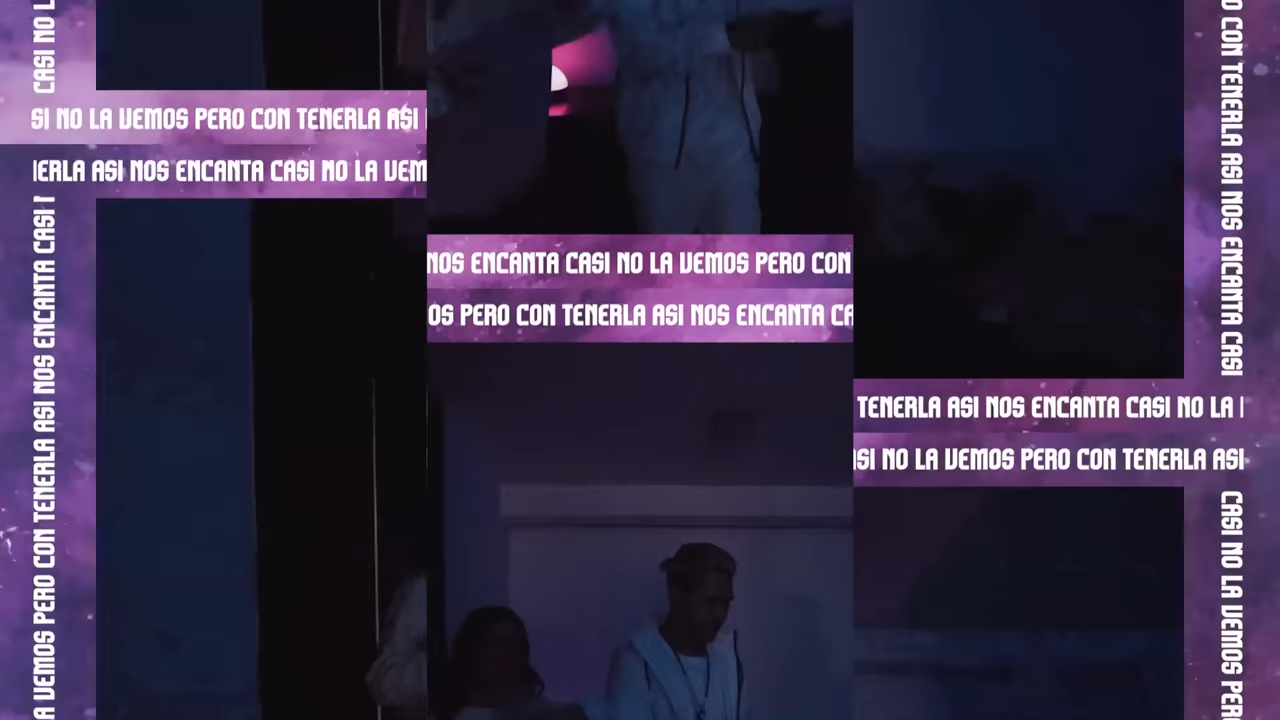 CASI NO L
SI NO LA VEMOS PERO CON TENERLA ASI
ERLA ASI NOS ENCANTA CASI NO LA VEM
A VEMOS PERO CON TENERLA ASI NOS ENCANTA CASI
NOS ENCANTA CASI NO LA VEMOS PERO CON
OS PERO CON TENERLA ASI NOS ENCANTA CA
O CON TENERLA ASI NOS ENCANTA CASI
TENERLA ASI NOS ENCANTA CASI NO LA
ASI NO LA VEMOS PERO CON TENERLA ASI
CASI NO LA VEMOS PERO